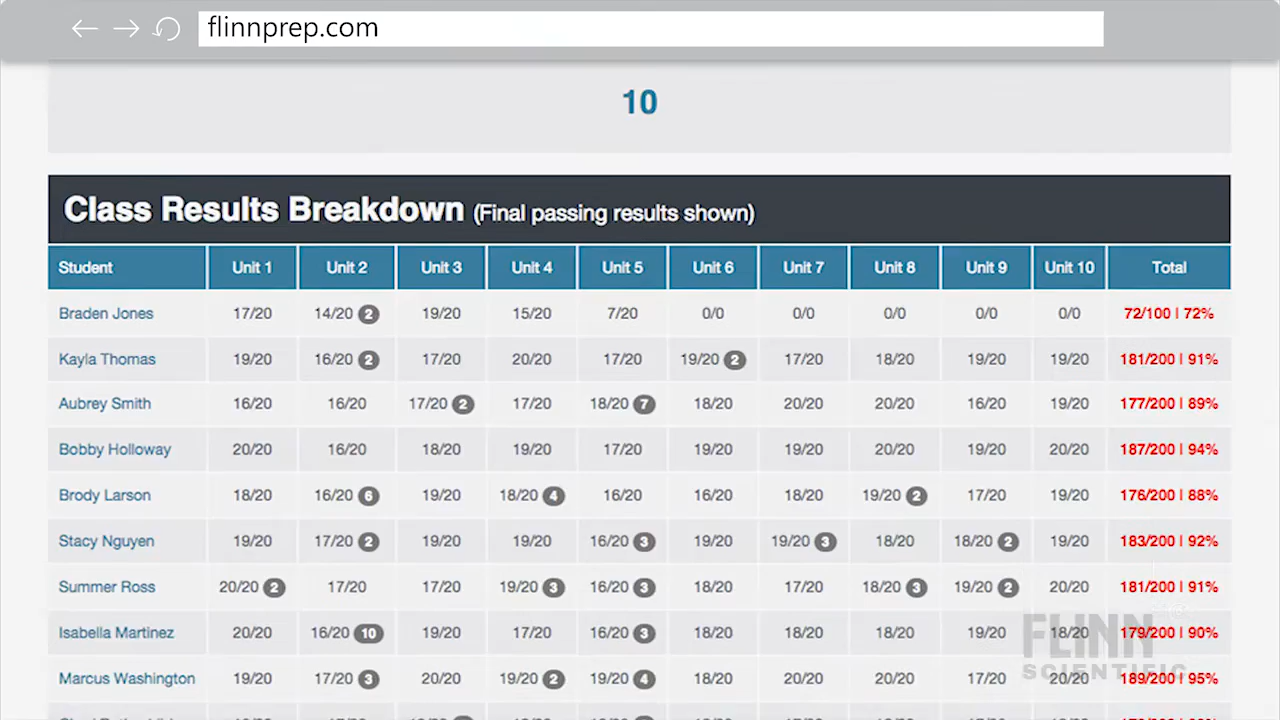 flinnprep.com
10
Class Results Breakdown (Final passing results shown)
Student Unit 1 Unit 2 Unit 3 Unit 4 Unit 5 Unit 6 Unit 7 Unit 8 Unit 9 Unit 10 Total
Braden Jones 17/20 14/20 2 19/20 15/20 7/20 0/0 0/0 0/0 0/0 0/0 72/100 | 72%
Kayla Thomas 19/20 16/20 2 17/20 20/20 17/20 19/20 2 17/20 18/20 19/20 19/20 181/200 | 91%
Aubrey Smith 16/20 16/20 17/20 2 17/20 18/20 7 18/20 20/20 20/20 16/20 19/20 177/200 | 89%
Bobby Holloway 20/20 16/20 18/20 19/20 17/20 19/20 19/20 20/20 19/20 20/20 187/200 | 94%
Brody Larson 18/20 16/20 6 19/20 18/20 4 16/20 16/20 18/20 19/20 2 17/20 19/20 176/200 | 88%
Stacy Nguyen 19/20 17/20 2 19/20 19/20 16/20 3 19/20 19/20 3 18/20 18/20 2 19/20 183/200 | 92%
Summer Ross 20/20 2 17/20 17/20 19/20 3 16/20 3 18/20 17/20 18/20 3 19/20 2 20/20 181/200 | 91%
Isabella Martinez 20/20 16/20 10 19/20 17/20 16/20 3 18/20 18/20 18/20 19/20 18/20 179/200 | 90%
Marcus Washington 19/20 17/20 3 20/20 19/20 2 19/20 4 18/20 20/20 20/20 17/20 20/20 189/200 | 95%
FLINN
SCIENTIFIC